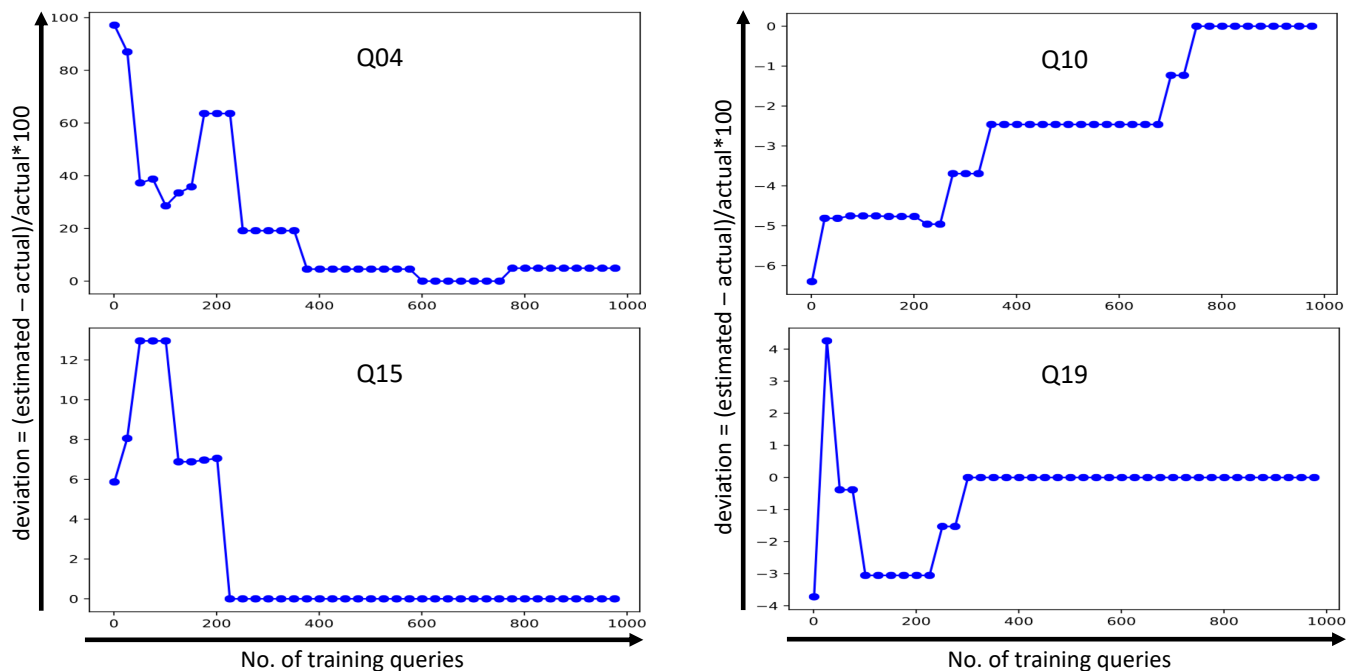 deviation = (estimated – actual)/actual*100
Q04
100
80
60
40
20
0
0 200 400 600 800 1000
Q15
12
10
8
6
4
2
0
0 200 400 600 800 1000
No. of training queries
deviation = (estimated – actual)/actual*100
Q10
0
−1
−2
−3
−4
−5
−6
0 200 400 600 800 1000
Q19
4
3
2
1
0
−1
−2
−3
−4
0 200 400 600 800 1000
No. of training queries